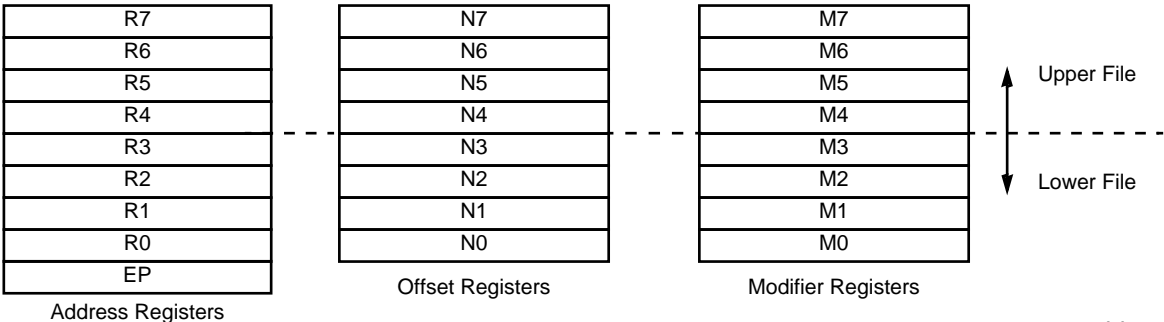 R7 N7 M7
R6 N6 M6
R5 N5 M5 Upper File
R4 N4 M4
R3 N3 M3
R2 N2 M2 Lower File
R1 N1 M1
R0 N0 M0
EP
Offset Registers Modifier Registers
Address Registers